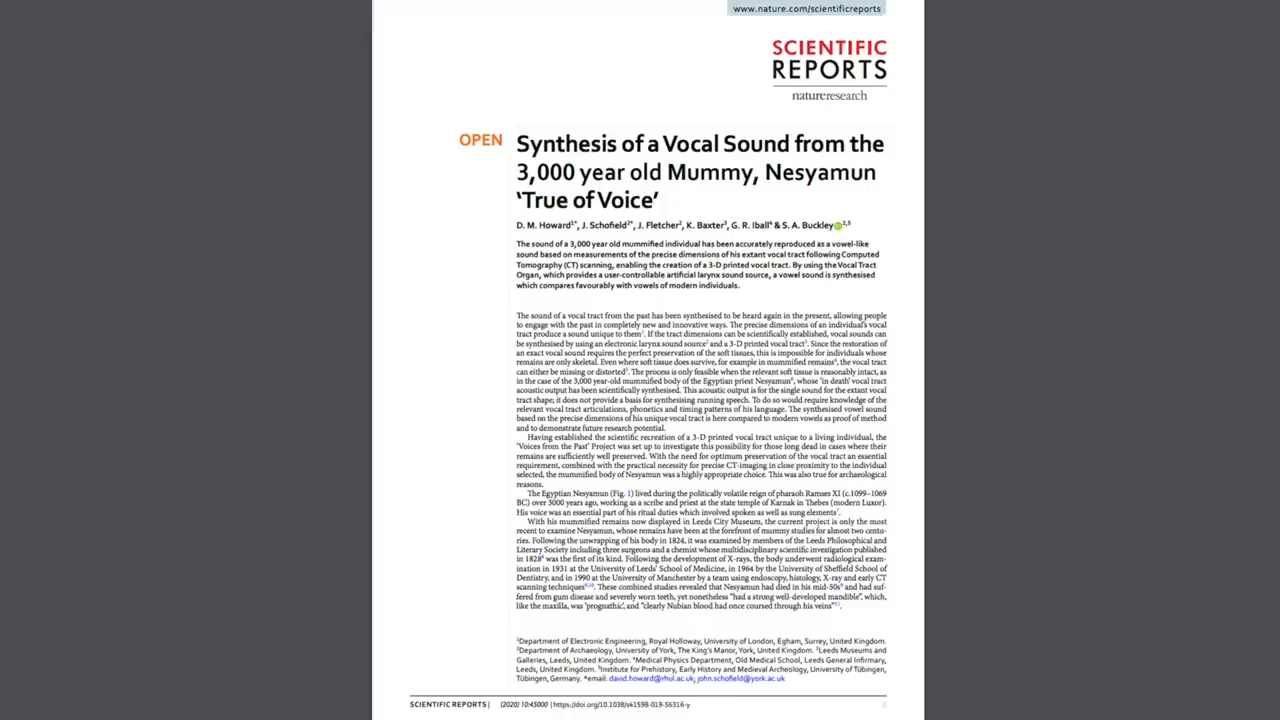 www.nature.com/scientificreports
SCIENTIFIC
REPORTS
natureresearch
OPEN
Synthesis of a Vocal Sound from the
3,000 year old Mummy, Nesyamun
‘True of Voice’
D. M. Howard1*, J. Schofield2*, J. Fletcher2, K. Baxter3, G. R. Iball4 & S. A. Buckley 2,5
The sound of a 3,000 year old mummified individual has been accurately reproduced as a vowel-like
sound based on measurements of the precise dimensions of his extant vocal tract following Computed
Tomography (CT) scanning, enabling the creation of a 3-D printed vocal tract. By using the Vocal Tract
Organ, which provides a user-controllable artificial larynx sound source, a vowel sound is synthesised
which compares favourably with vowels of modern individuals.
The sound of a vocal tract from the past has been synthesised to be heard again in the present, allowing people
to engage with the past in completely new and innovative ways. The precise dimensions of an individual’s vocal
tract produce a sound unique to them1. If the tract dimensions can be scientifically established, vocal sounds can
be synthesised by using an electronic larynx sound source2 and a 3-D printed vocal tract3. Since the restoration of
an exact vocal sound requires the perfect preservation of the soft tissues, this is impossible for individuals whose
remains are only skeletal. Even where soft tissue does survive, for example in mummified remains4, the vocal tract
can either be missing or distorted5. The process is only feasible when the relevant soft tissue is reasonably intact, as
in the case of the 3,000 year-old mummified body of the Egyptian priest Nesyamun6, whose ‘in death’ vocal tract
acoustic output has been scientifically synthesised. This acoustic output is for the single sound for the extant vocal
tract shape; it does not provide a basis for synthesising running speech. To do so would require knowledge of the
relevant vocal tract articulations, phonetics and timing patterns of his language. The synthesised vowel sound
based on the precise dimensions of his unique vocal tract is here compared to modern vowels as proof of method
and to demonstrate future research potential.
Having established the scientific recreation of a 3-D printed vocal tract unique to a living individual, the
‘Voices from the Past’ Project was set up to investigate this possibility for those long dead in cases where their
remains are sufficiently well preserved. With the need for optimum preservation of the vocal tract an essential
requirement, combined with the practical necessity for precise CT-imaging in close proximity to the individual
selected, the mummified body of Nesyamun was a highly appropriate choice. This was also true for archaeological
reasons.
The Egyptian Nesyamun (Fig. 1) lived during the politically volatile reign of pharaoh Ramses XI (c.1099–1069
BC) over 3000 years ago, working as a scribe and priest at the state temple of Karnak in Thebes (modern Luxor).
His voice was an essential part of his ritual duties which involved spoken as well as sung elements7.
With his mummified remains now displayed in Leeds City Museum, the current project is only the most
recent to examine Nesyamun, whose remains have been at the forefront of mummy studies for almost two centu-
ries. Following the unwrapping of his body in 1824, it was examined by members of the Leeds Philosophical and
Literary Society including three surgeons and a chemist whose multidisciplinary scientific investigation published
in 18288 was the first of its kind. Following the development of X-rays, the body underwent radiological exam-
ination in 1931 at the University of Leeds’ School of Medicine, in 1964 by the University of Sheffield School of
Dentistry, and in 1990 at the University of Manchester by a team using endoscopy, histology, X-ray and early CT
scanning techniques9,10. These combined studies revealed that Nesyamun had died in his mid-50s9 and had suf-
fered from gum disease and severely worn teeth, yet nonetheless “had a strong well-developed mandible”, which,
like the maxilla, was ‘prognathic’, and “clearly Nubian blood had once coursed through his veins”11.
1Department of Electronic Engineering, Royal Holloway, University of London, Egham, Surrey, United Kingdom.
2Department of Archaeology, University of York, The King’s Manor, York, United Kingdom. 3Leeds Museums and
Galleries, Leeds, United Kingdom. 4Medical Physics Department, Old Medical School, Leeds General Infirmary,
Leeds, United Kingdom. 5Institute for Prehistory, Early History and Medieval Archeology, University of Tübingen,
Tübingen, Germany. *email: david.howard@rhul.ac.uk; john.schofield@york.ac.uk
SCIENTIFIC REPORTS | (2020) 10:45000 | https://doi.org/10.1038/s41598-019-56316-y